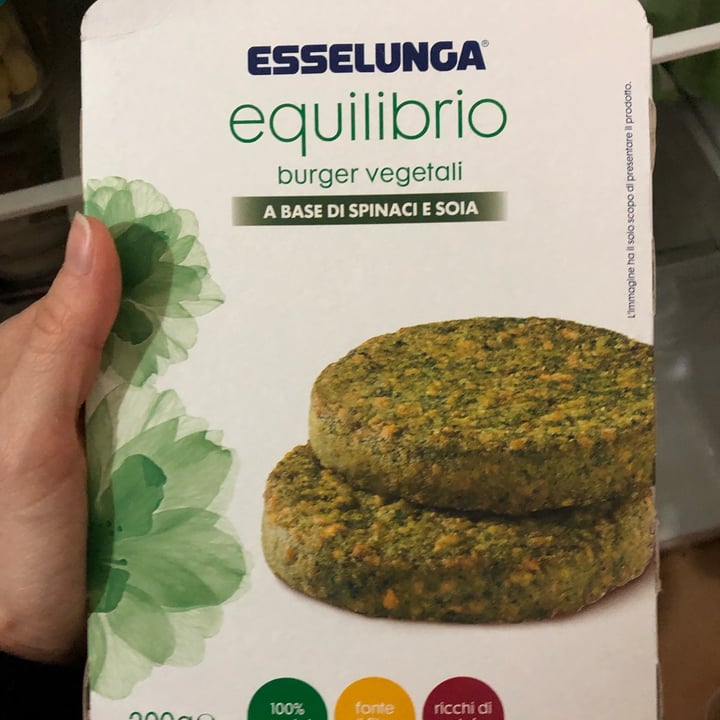 ESSELUNGA®
equilibrio
burger vegetali
A BASE DI SPINACI E SOIA
L'immagine ha il solo scopo di presentare il prodotto.
200g℮
100%
fonte
ricchi di